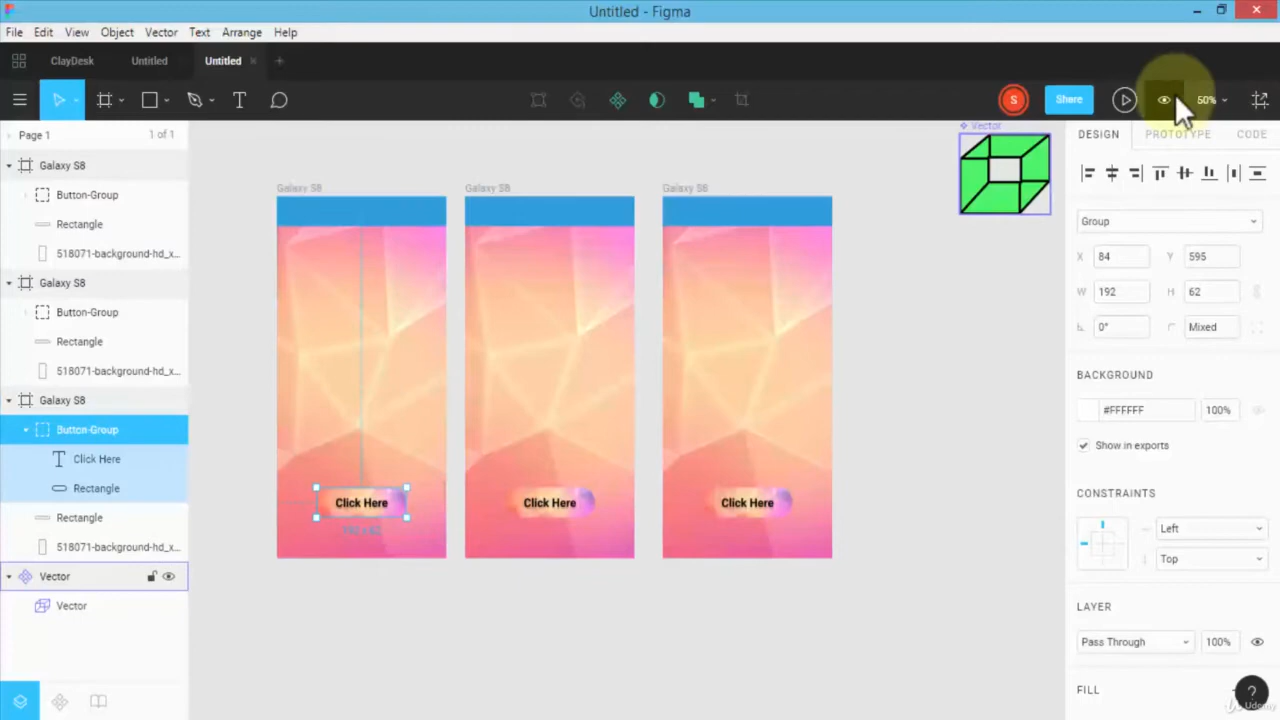 Untitled - Figma
File Edit View Object Vector Text Arrange Help
ClayDesk Untitled Untitled
S Share 50%
Page 1 1 of 1
Galaxy S8
Button-Group
Rectangle
518071-background-hd_x...
Galaxy S8
Button-Group
Rectangle
518071-background-hd_x...
Galaxy S8
Button-Group
Click Here
Rectangle
Rectangle
518071-background-hd_x...
Vector
Vector
Galaxy S8 Galaxy S8 Galaxy S8
Click Here Click Here Click Here
192 x 62
Vector
DESIGN PROTOTYPE CODE
Group
X 84 Y 595
W 192 H 62
0° Mixed
BACKGROUND
#FFFFFF 100%
Show in exports
CONSTRAINTS
Left
Top
LAYER
Pass Through 100%
FILL
?
Udemy